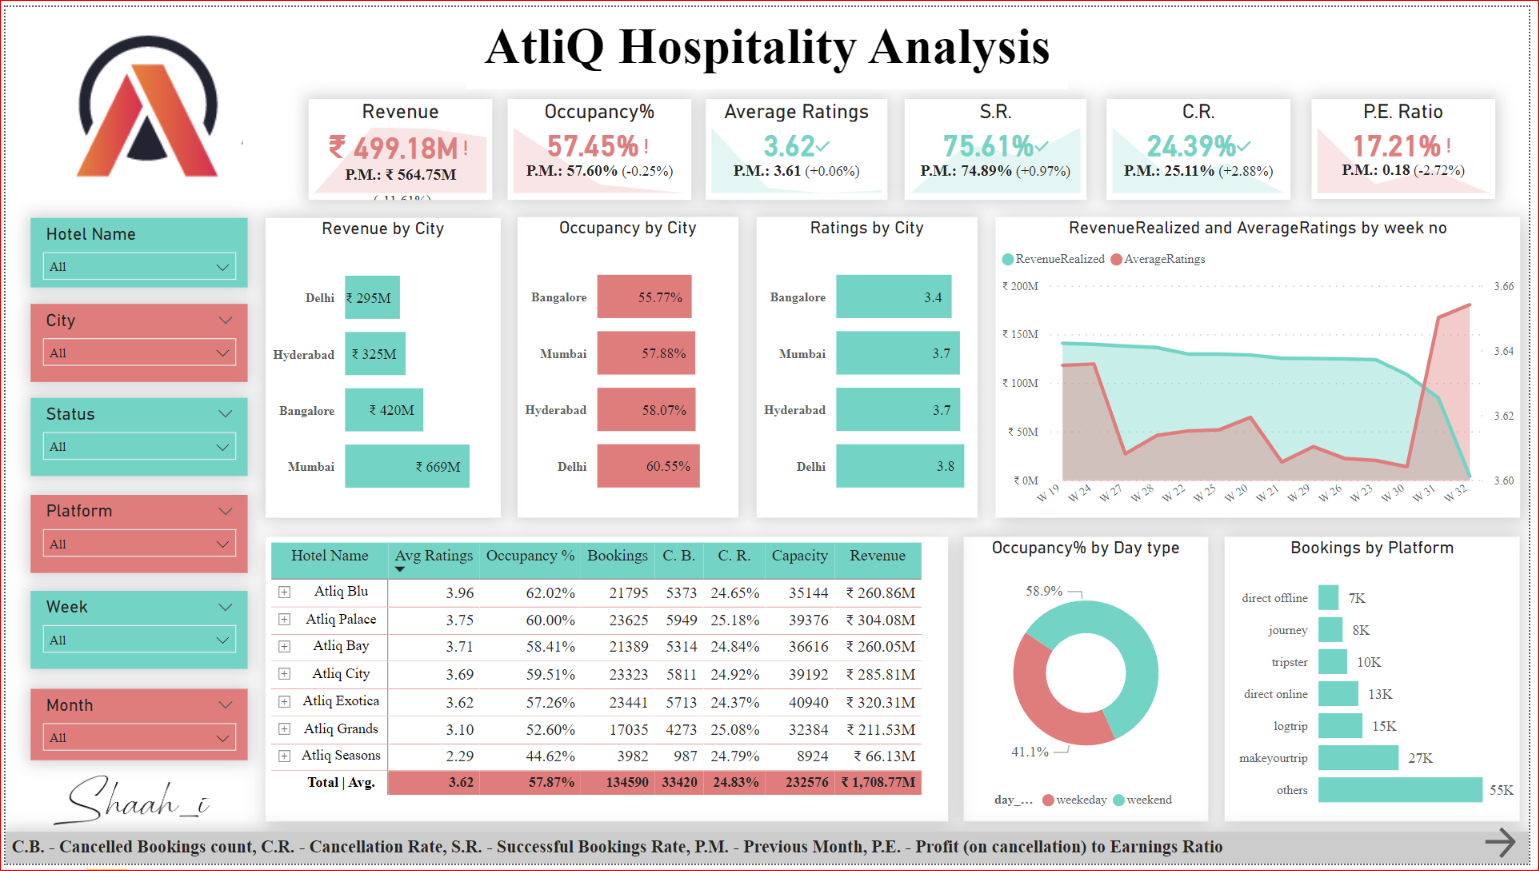 AtliQ Hospitality Analysis
Revenue
₹ 499.18M !
P.M.: ₹ 564.75M
Occupancy%
57.45% !
P.M.: 57.60% (-0.25%)
Average Ratings
3.62✓
P.M.: 3.61 (+0.06%)
S.R.
75.61%✓
P.M.: 74.89% (+0.97%)
C.R.
24.39%✓
P.M.: 25.11% (+2.88%)
P.E. Ratio
17.21% !
P.M.: 0.18 (-2.72%)
Hotel Name
All
City
All
Status
All
Platform
All
Week
All
Month
All
Shaah_i
Revenue by City
Delhi ₹ 295M
Hyderabad ₹ 325M
Bangalore ₹ 420M
Mumbai ₹ 669M
Occupancy by City
Bangalore 55.77%
Mumbai 57.88%
Hyderabad 58.07%
Delhi 60.55%
Ratings by City
Bangalore 3.4
Mumbai 3.7
Hyderabad 3.7
Delhi 3.8
RevenueRealized and AverageRatings by week no
RevenueRealized AverageRatings
₹ 200M 3.66
₹ 150M
3.64
₹ 100M
3.62
₹ 50M
₹ 0M 3.60
W 19 W 24 W 27 W 28 W 22 W 25 W 20 W 21 W 29 W 26 W 23 W 30 W 31 W 32
Hotel Name Avg Ratings Occupancy % Bookings C. B. C. R. Capacity Revenue
Atliq Blu 3.96 62.02% 21795 5373 24.65% 35144 ₹ 260.86M
Atliq Palace 3.75 60.00% 23625 5949 25.18% 39376 ₹ 304.08M
Atliq Bay 3.71 58.41% 21389 5314 24.84% 36616 ₹ 260.05M
Atliq City 3.69 59.51% 23323 5811 24.92% 39192 ₹ 285.81M
Atliq Exotica 3.62 57.26% 23441 5713 24.37% 40940 ₹ 320.31M
Atliq Grands 3.10 52.60% 17035 4273 25.08% 32384 ₹ 211.53M
Atliq Seasons 2.29 44.62% 3982 987 24.79% 8924 ₹ 66.13M
Total | Avg. 3.62 57.87% 134590 33420 24.83% 232576 ₹ 1,708.77M
Occupancy% by Day type
58.9%
41.1%
day_... weekeday weekend
Bookings by Platform
direct offline 7K
journey 8K
tripster 10K
direct online 13K
logtrip 15K
makeyourtrip 27K
others 55K
C.B. - Cancelled Bookings count, C.R. - Cancellation Rate, S.R. - Successful Bookings Rate, P.M. - Previous Month, P.E. - Profit (on cancellation) to Earnings Ratio